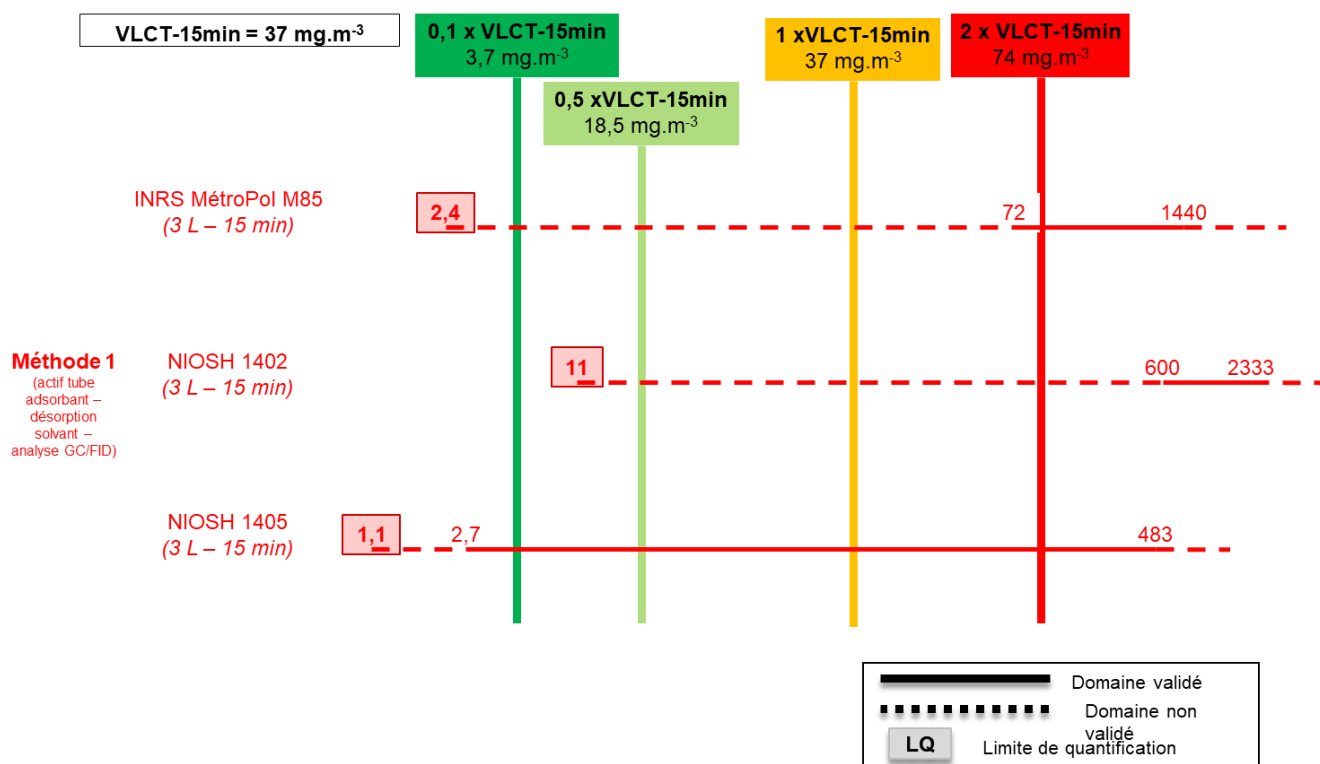 VLCT-15min = 37 mg.m-3
0,1 x VLCT-15min
3,7 mg.m-3
0,5 xVLCT-15min
18,5 mg.m-3
1 xVLCT-15min
37 mg.m-3
2 x VLCT-15min
74 mg.m-3
INRS MétroPol M85
(3 L – 15 min)
2,4
72
1440
Méthode 1
(actif tube
adsorbant –
désorption
solvant –
analyse GC/FID)
NIOSH 1402
(3 L – 15 min)
11
600
2333
NIOSH 1405
(3 L – 15 min)
1,1
2,7
483
Domaine validé
Domaine non
validé
LQ
Limite de quantification